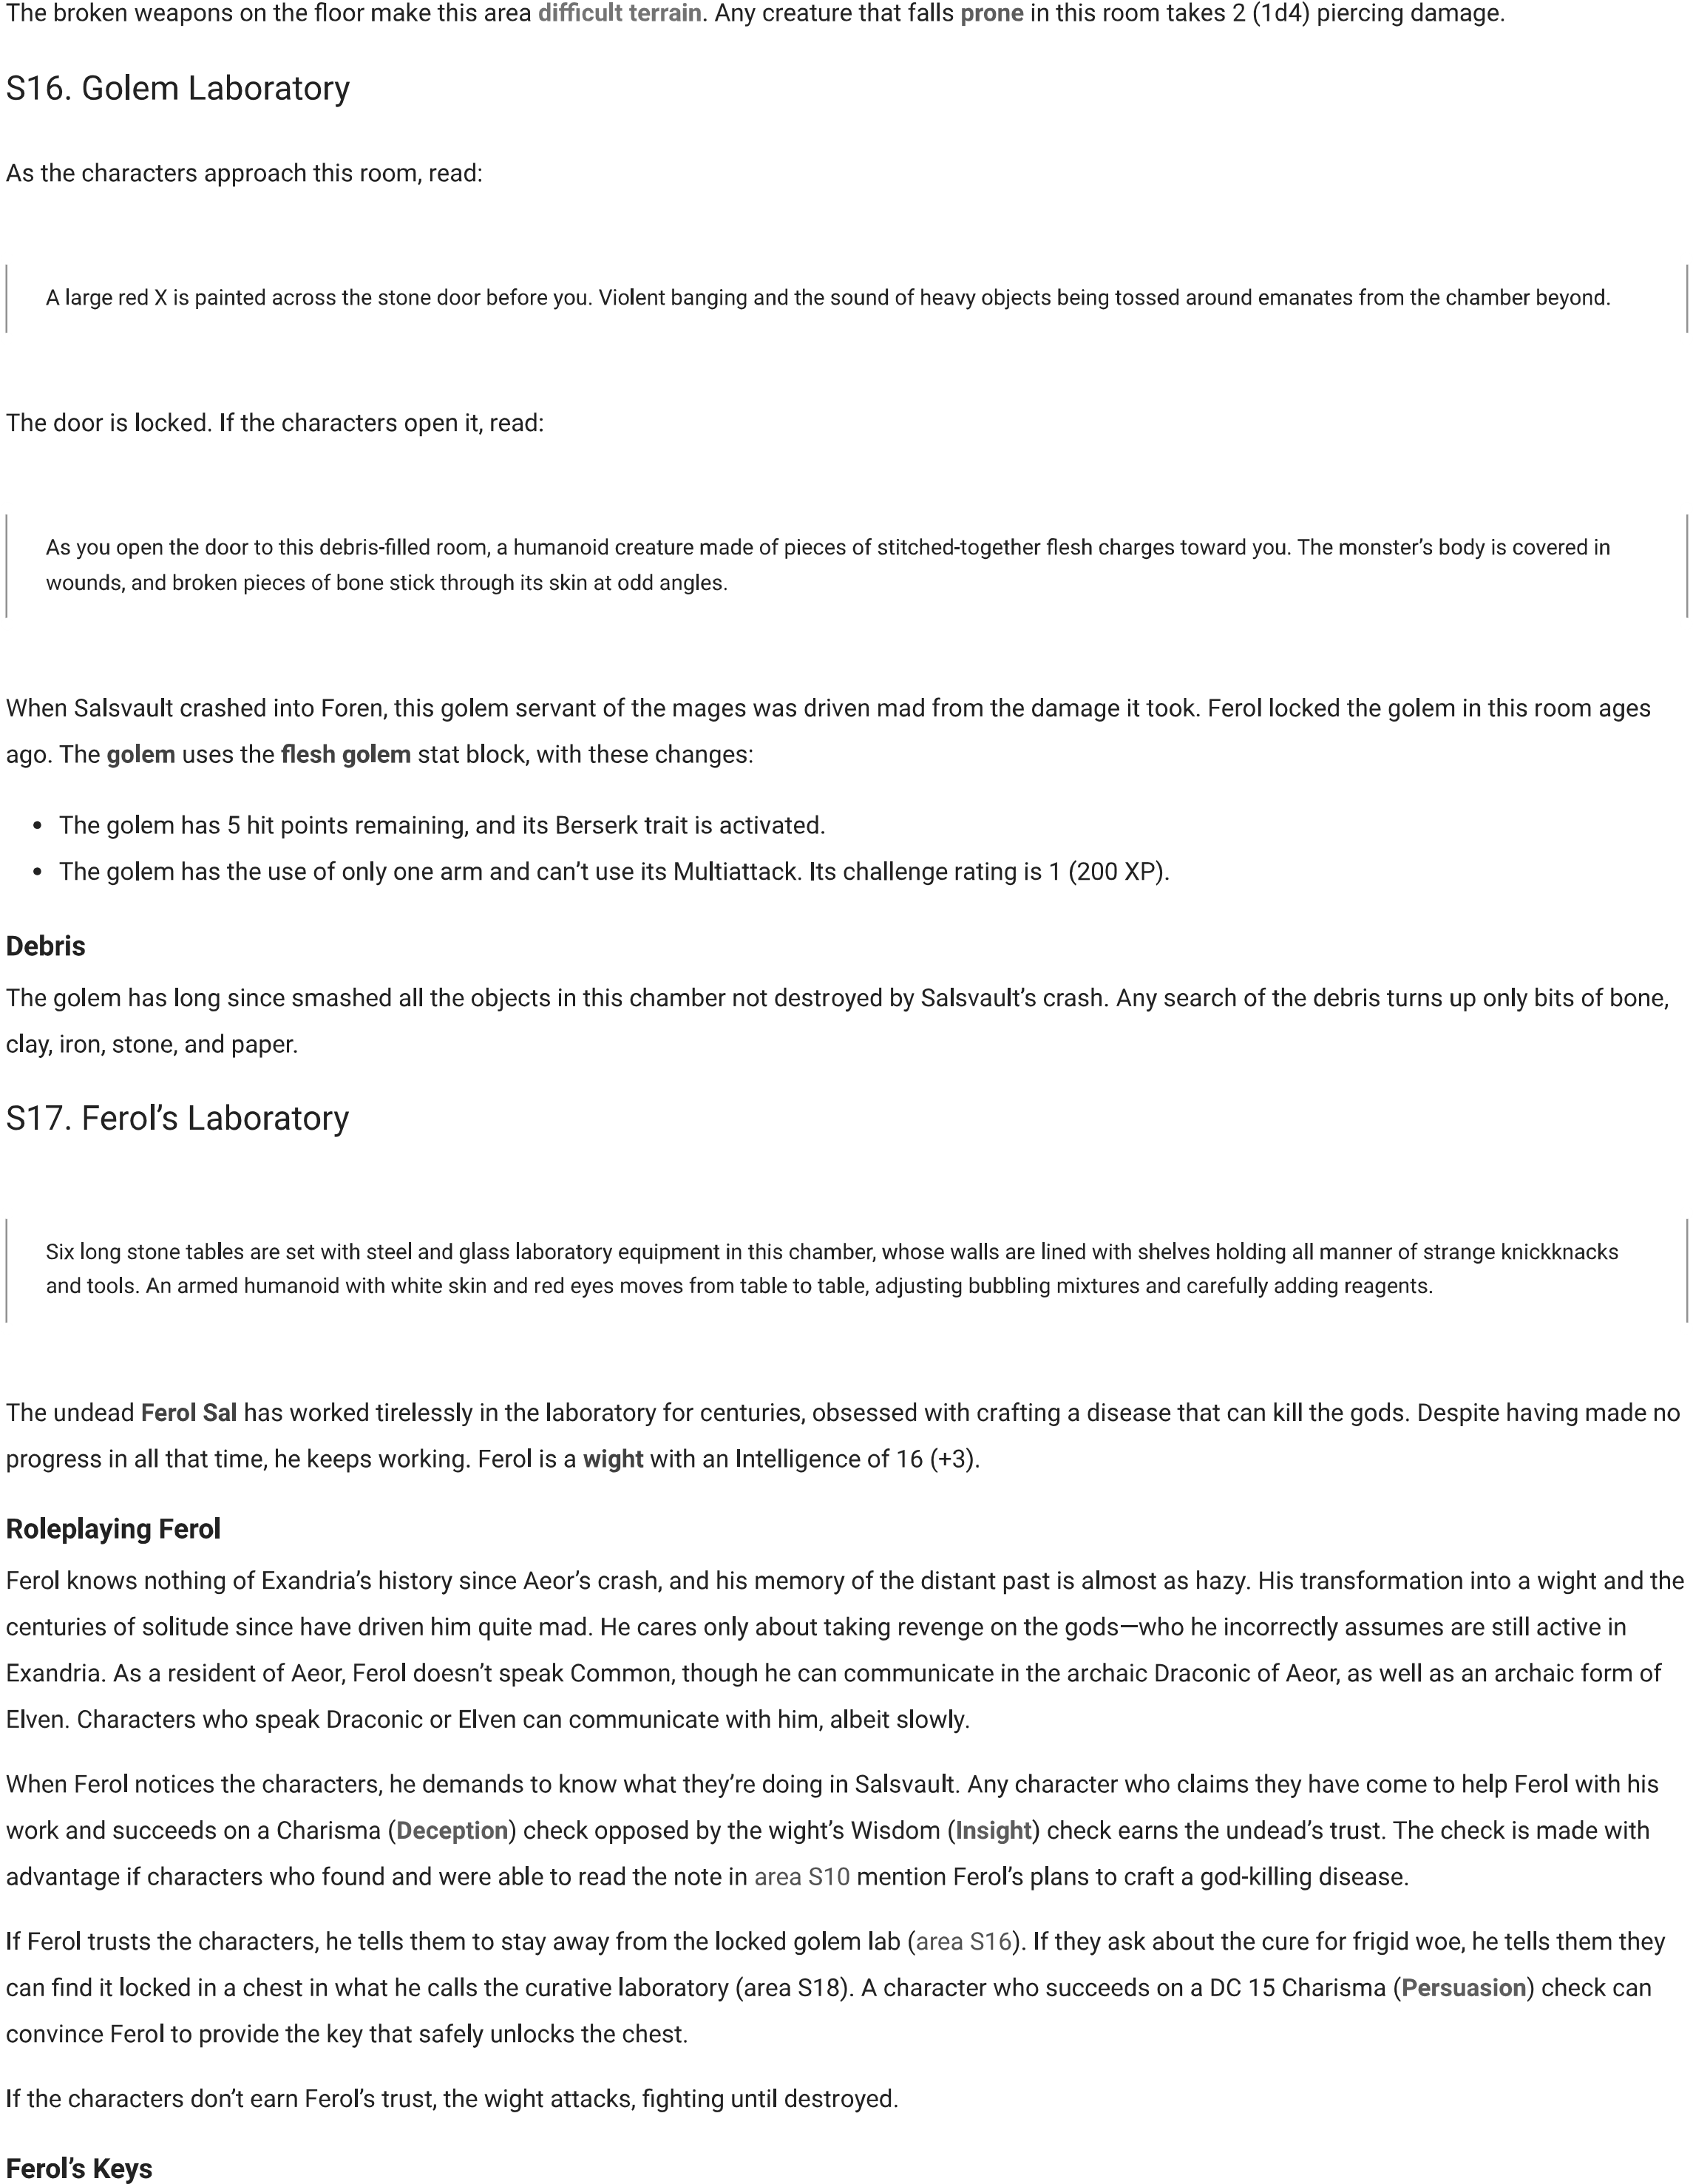 The broken weapons on the floor make this area difficult terrain. Any creature that falls prone in this room takes 2 (1d4) piercing damage.
S16. Golem Laboratory
As the characters approach this room, read:
A large red X is painted across the stone door before you. Violent banging and the sound of heavy objects being tossed around emanates from the chamber beyond.
The door is locked. If the characters open it, read:
As you open the door to this debris-filled room, a humanoid creature made of pieces of stitched-together flesh charges toward you. The monster’s body is covered in
wounds, and broken pieces of bone stick through its skin at odd angles.
When Salsvault crashed into Foren, this golem servant of the mages was driven mad from the damage it took. Ferol locked the golem in this room ages
ago. The golem uses the flesh golem stat block, with these changes:
• The golem has 5 hit points remaining, and its Berserk trait is activated.
• The golem has the use of only one arm and can’t use its Multiattack. Its challenge rating is 1 (200 XP).
Debris
The golem has long since smashed all the objects in this chamber not destroyed by Salsvault’s crash. Any search of the debris turns up only bits of bone,
clay, iron, stone, and paper.
S17. Ferol’s Laboratory
Six long stone tables are set with steel and glass laboratory equipment in this chamber, whose walls are lined with shelves holding all manner of strange knickknacks
and tools. An armed humanoid with white skin and red eyes moves from table to table, adjusting bubbling mixtures and carefully adding reagents.
The undead Ferol Sal has worked tirelessly in the laboratory for centuries, obsessed with crafting a disease that can kill the gods. Despite having made no
progress in all that time, he keeps working. Ferol is a wight with an Intelligence of 16 (+3).
Roleplaying Ferol
Ferol knows nothing of Exandria’s history since Aeor’s crash, and his memory of the distant past is almost as hazy. His transformation into a wight and the
centuries of solitude since have driven him quite mad. He cares only about taking revenge on the gods—who he incorrectly assumes are still active in
Exandria. As a resident of Aeor, Ferol doesn’t speak Common, though he can communicate in the archaic Draconic of Aeor, as well as an archaic form of
Elven. Characters who speak Draconic or Elven can communicate with him, albeit slowly.
When Ferol notices the characters, he demands to know what they’re doing in Salsvault. Any character who claims they have come to help Ferol with his
work and succeeds on a Charisma (Deception) check opposed by the wight’s Wisdom (Insight) check earns the undead’s trust. The check is made with
advantage if characters who found and were able to read the note in area S10 mention Ferol’s plans to craft a god-killing disease.
If Ferol trusts the characters, he tells them to stay away from the locked golem lab (area S16). If they ask about the cure for frigid woe, he tells them they
can find it locked in a chest in what he calls the curative laboratory (area S18). A character who succeeds on a DC 15 Charisma (Persuasion) check can
convince Ferol to provide the key that safely unlocks the chest.
If the characters don’t earn Ferol’s trust, the wight attacks, fighting until destroyed.
Ferol’s Keys